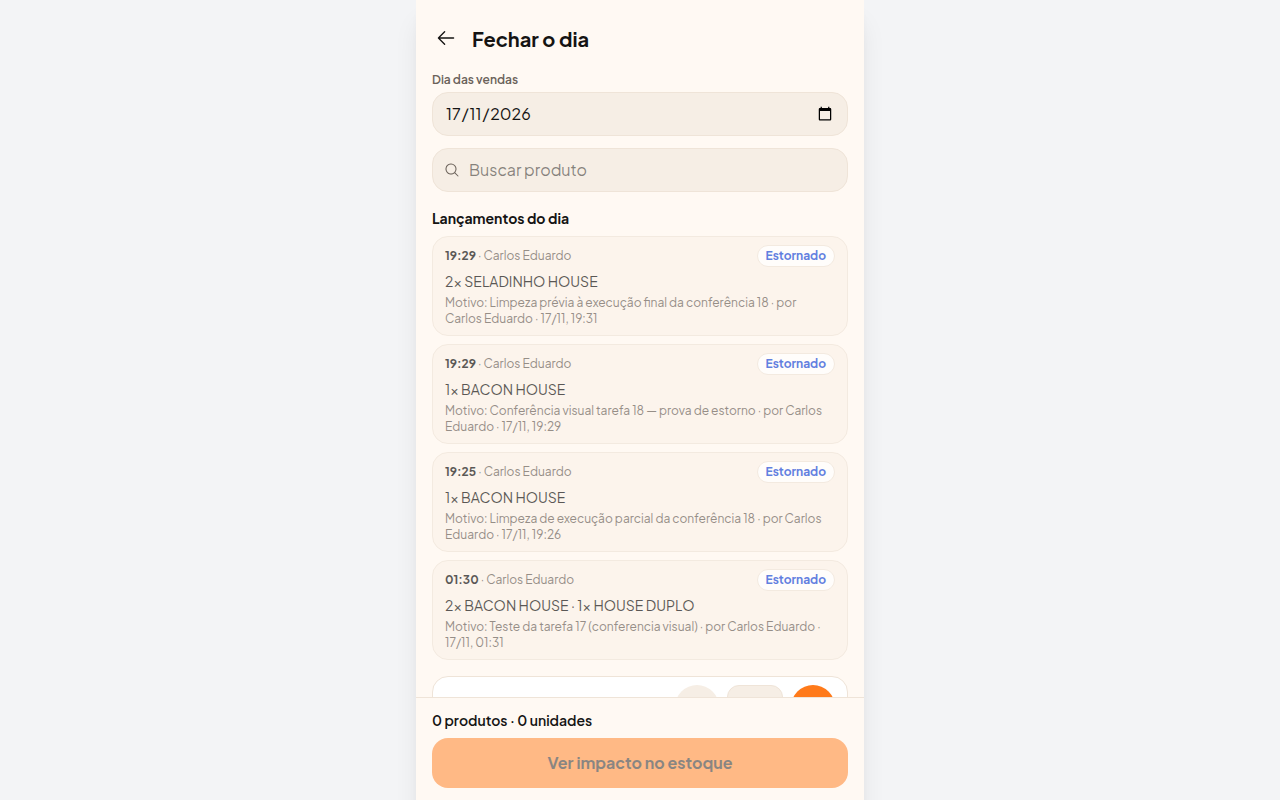 Fechar o dia
Dia das vendas
17/11/2026
Buscar produto
Lançamentos do dia
19:29 · Carlos Eduardo
Estornado
2× SELADINHO HOUSE
Motivo: Limpeza prévia à execução final da conferência 18 · por
Carlos Eduardo · 17/11, 19:31
19:29 · Carlos Eduardo
Estornado
1× BACON HOUSE
Motivo: Conferência visual tarefa 18 — prova de estorno · por Carlos
Eduardo · 17/11, 19:29
19:25 · Carlos Eduardo
Estornado
1× BACON HOUSE
Motivo: Limpeza de execução parcial da conferência 18 · por Carlos
Eduardo · 17/11, 19:26
01:30 · Carlos Eduardo
Estornado
2× BACON HOUSE · 1× HOUSE DUPLO
Motivo: Teste da tarefa 17 (conferencia visual) · por Carlos Eduardo ·
17/11, 01:31
0 produtos · 0 unidades
Ver impacto no estoque